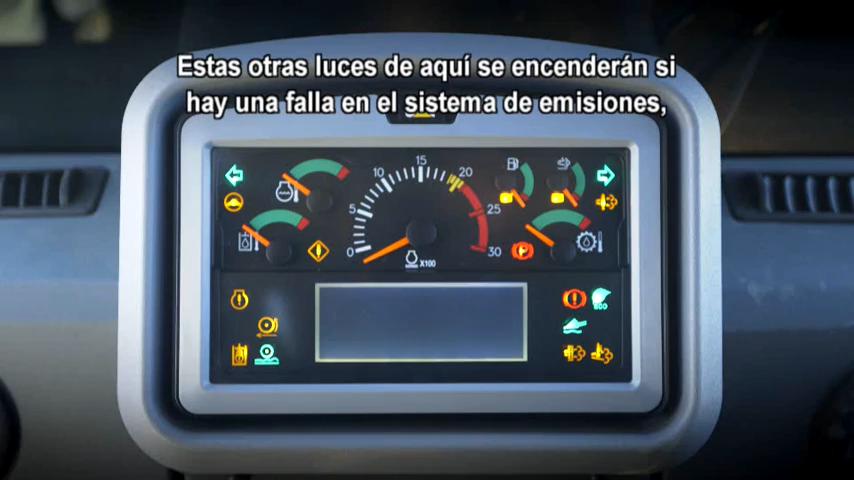 Estas otras luces de aquí se encenderán si
hay una falla en el sistema de emisiones,
0
5
10
15
20
25
30
X100
ECO